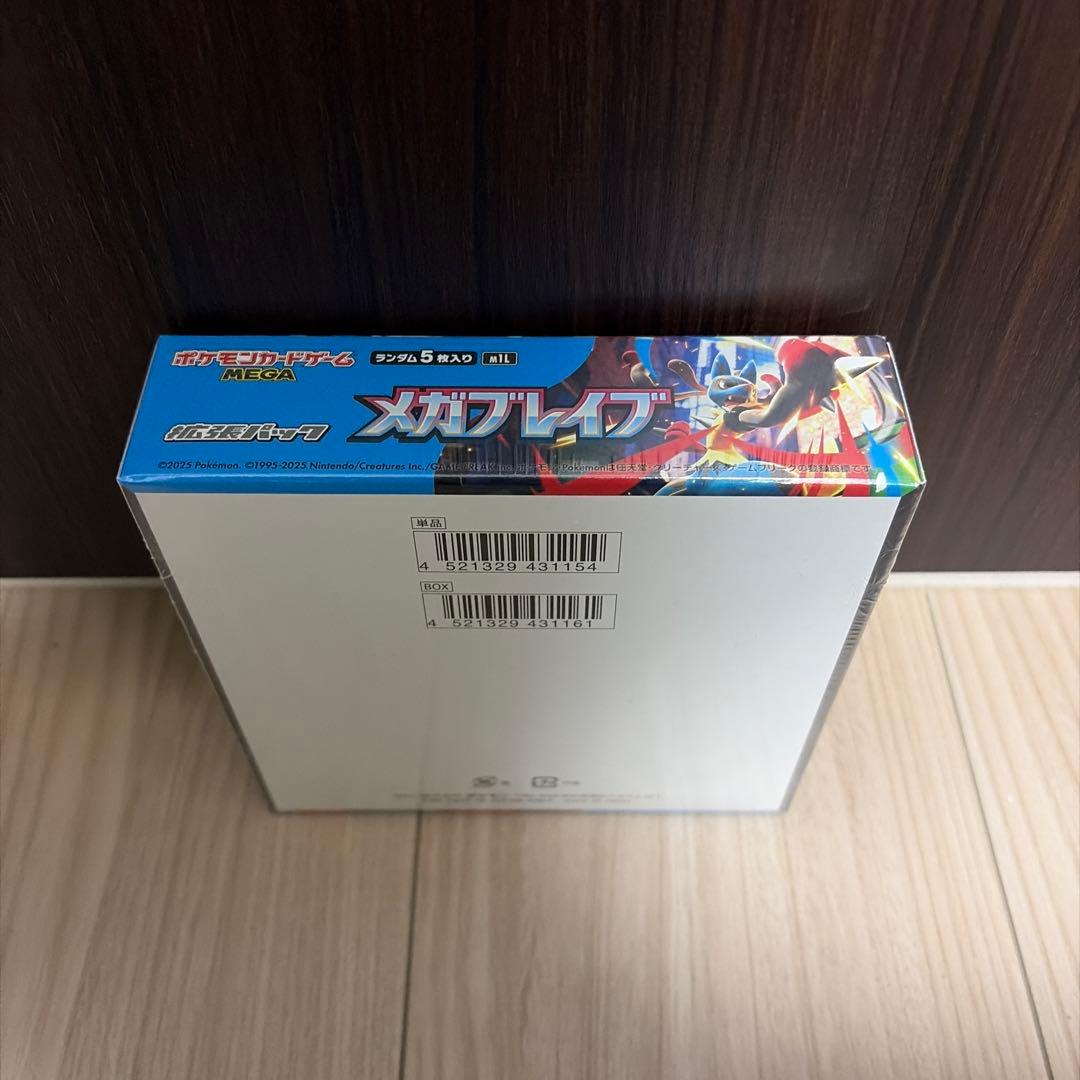 ポケモンカードゲーム
MEGA
ランダム5枚入り
M1L
拡張パック
メガブレイブ
©2025 Pokémon. ©1995-2025 Nintendo/Creatures Inc./GAME FREAK inc. ポケモン・Pokémonは任天堂・クリーチャーズ・ゲームフリークの登録商標です
単品
4 521329 431154
BOX
4 521329 431161